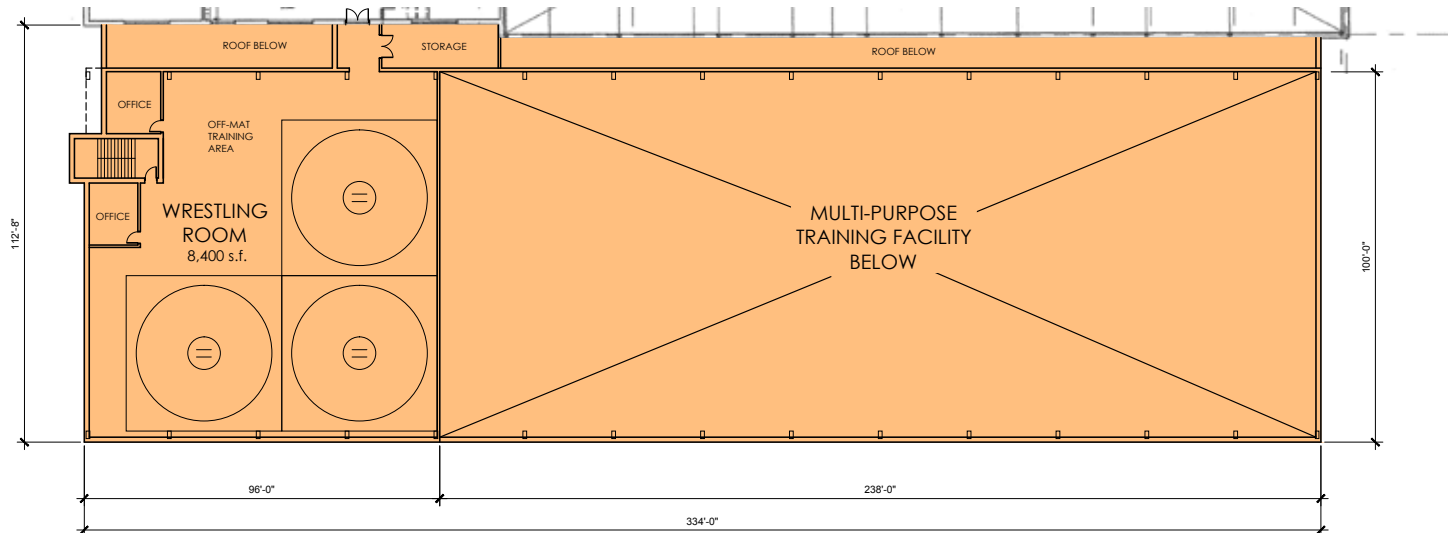 ROOF BELOW
STORAGE
ROOF BELOW
OFFICE
OFF-MAT
TRAINING
AREA
OFFICE
WRESTLING
ROOM
8,400 s.f.
MULTI-PURPOSE
TRAINING FACILITY
BELOW
112'-8"
100'-0"
96'-0"
238'-0"
334'-0"